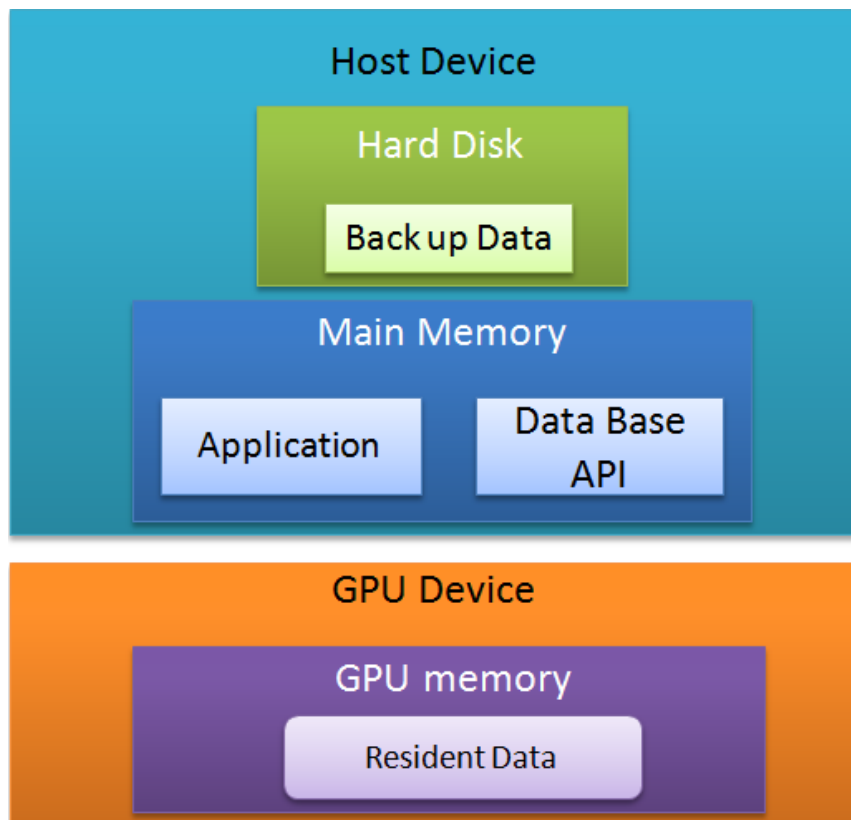 Host Device
Hard Disk
Back up Data
Main Memory
Application
Data Base
API
GPU Device
GPU memory
Resident Data